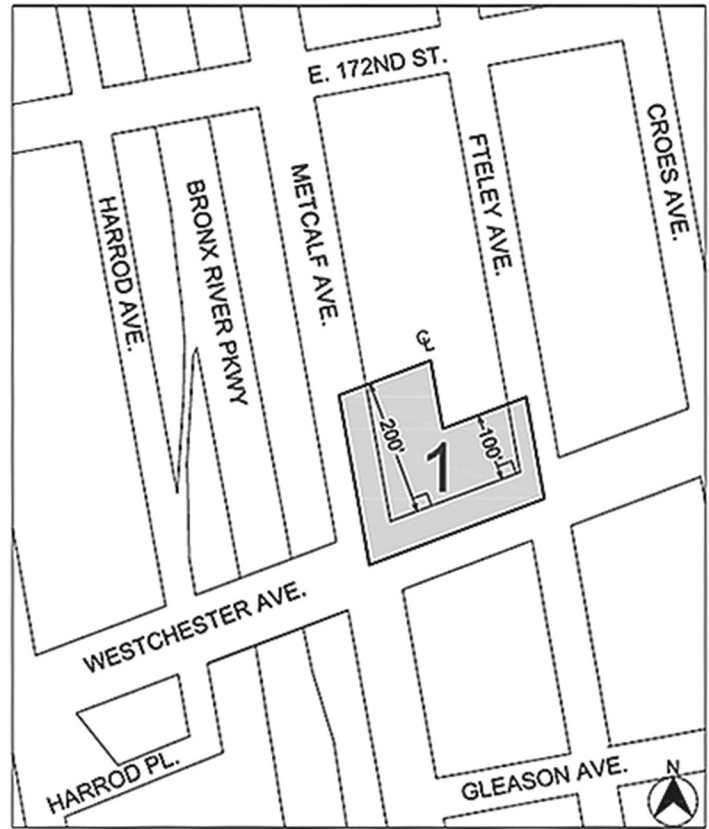 E. 172ND ST.
CROES AVE.
FTELEY AVE.
METCALF AVE.
BRONX RIVER PKWY
HARROD AVE.
200'
100'
1
WESTCHESTER AVE.
HARROD PL.
GLEASON AVE.
N